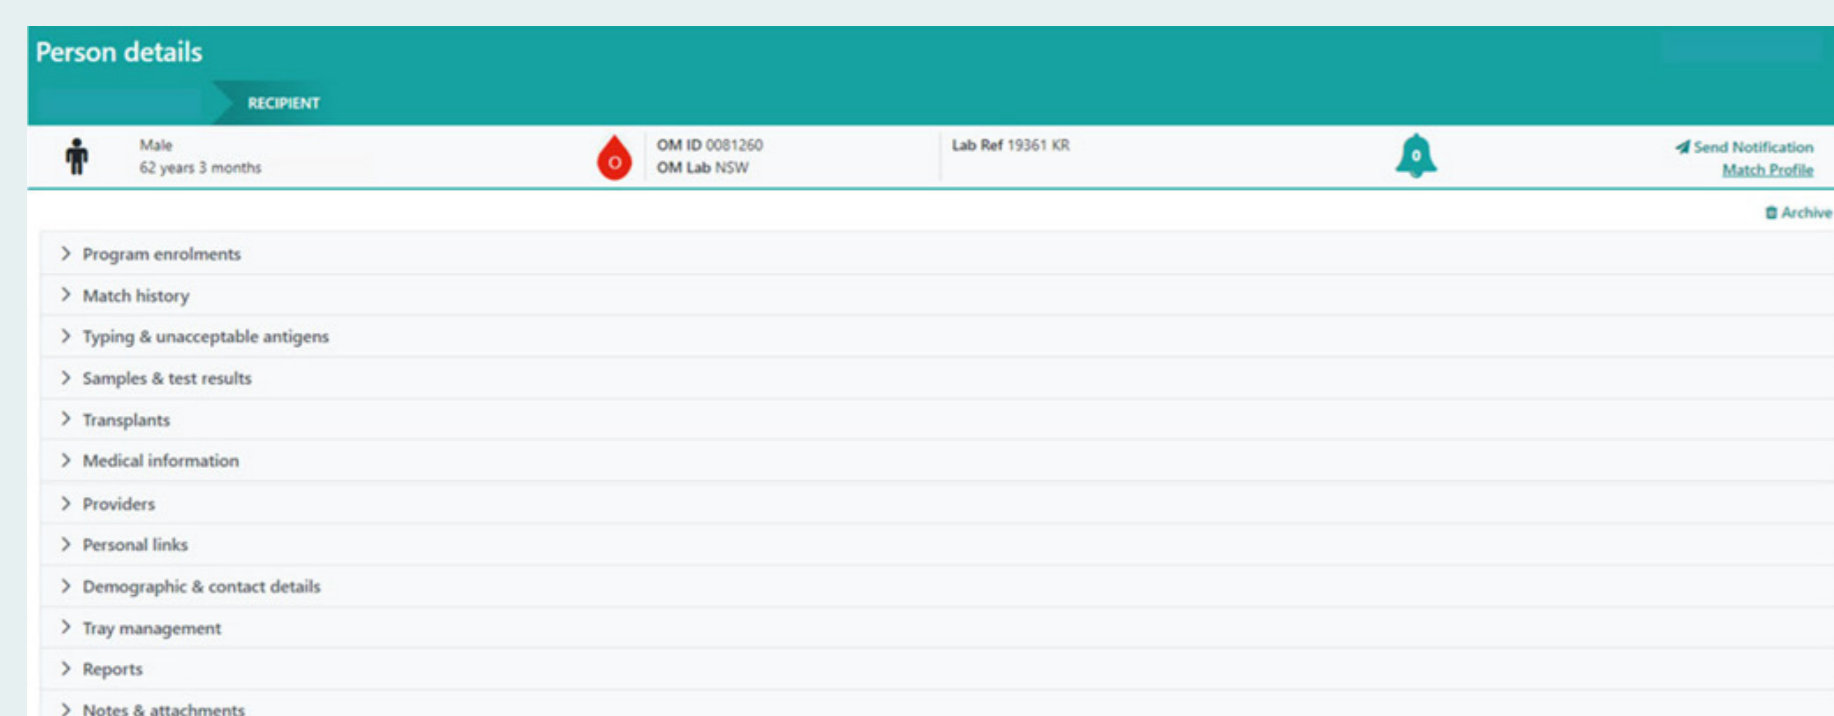 Person details
RECIPIENT
Male
62 years 3 months
O
OM ID 0081260
OM Lab NSW
Lab Ref 19361 KR
0
Send Notification
Match Profile
Archive
Program enrolments
Match history
Typing & unacceptable antigens
Samples & test results
Transplants
Medical information
Providers
Personal links
Demographic & contact details
Tray management
Reports
Notes & attachments